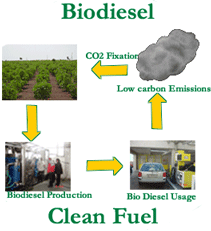 Biodiesel
CO2 Fixation
Low carbon Emissions
Biodiesel Production
Bio Diesel Usage
Clean Fuel